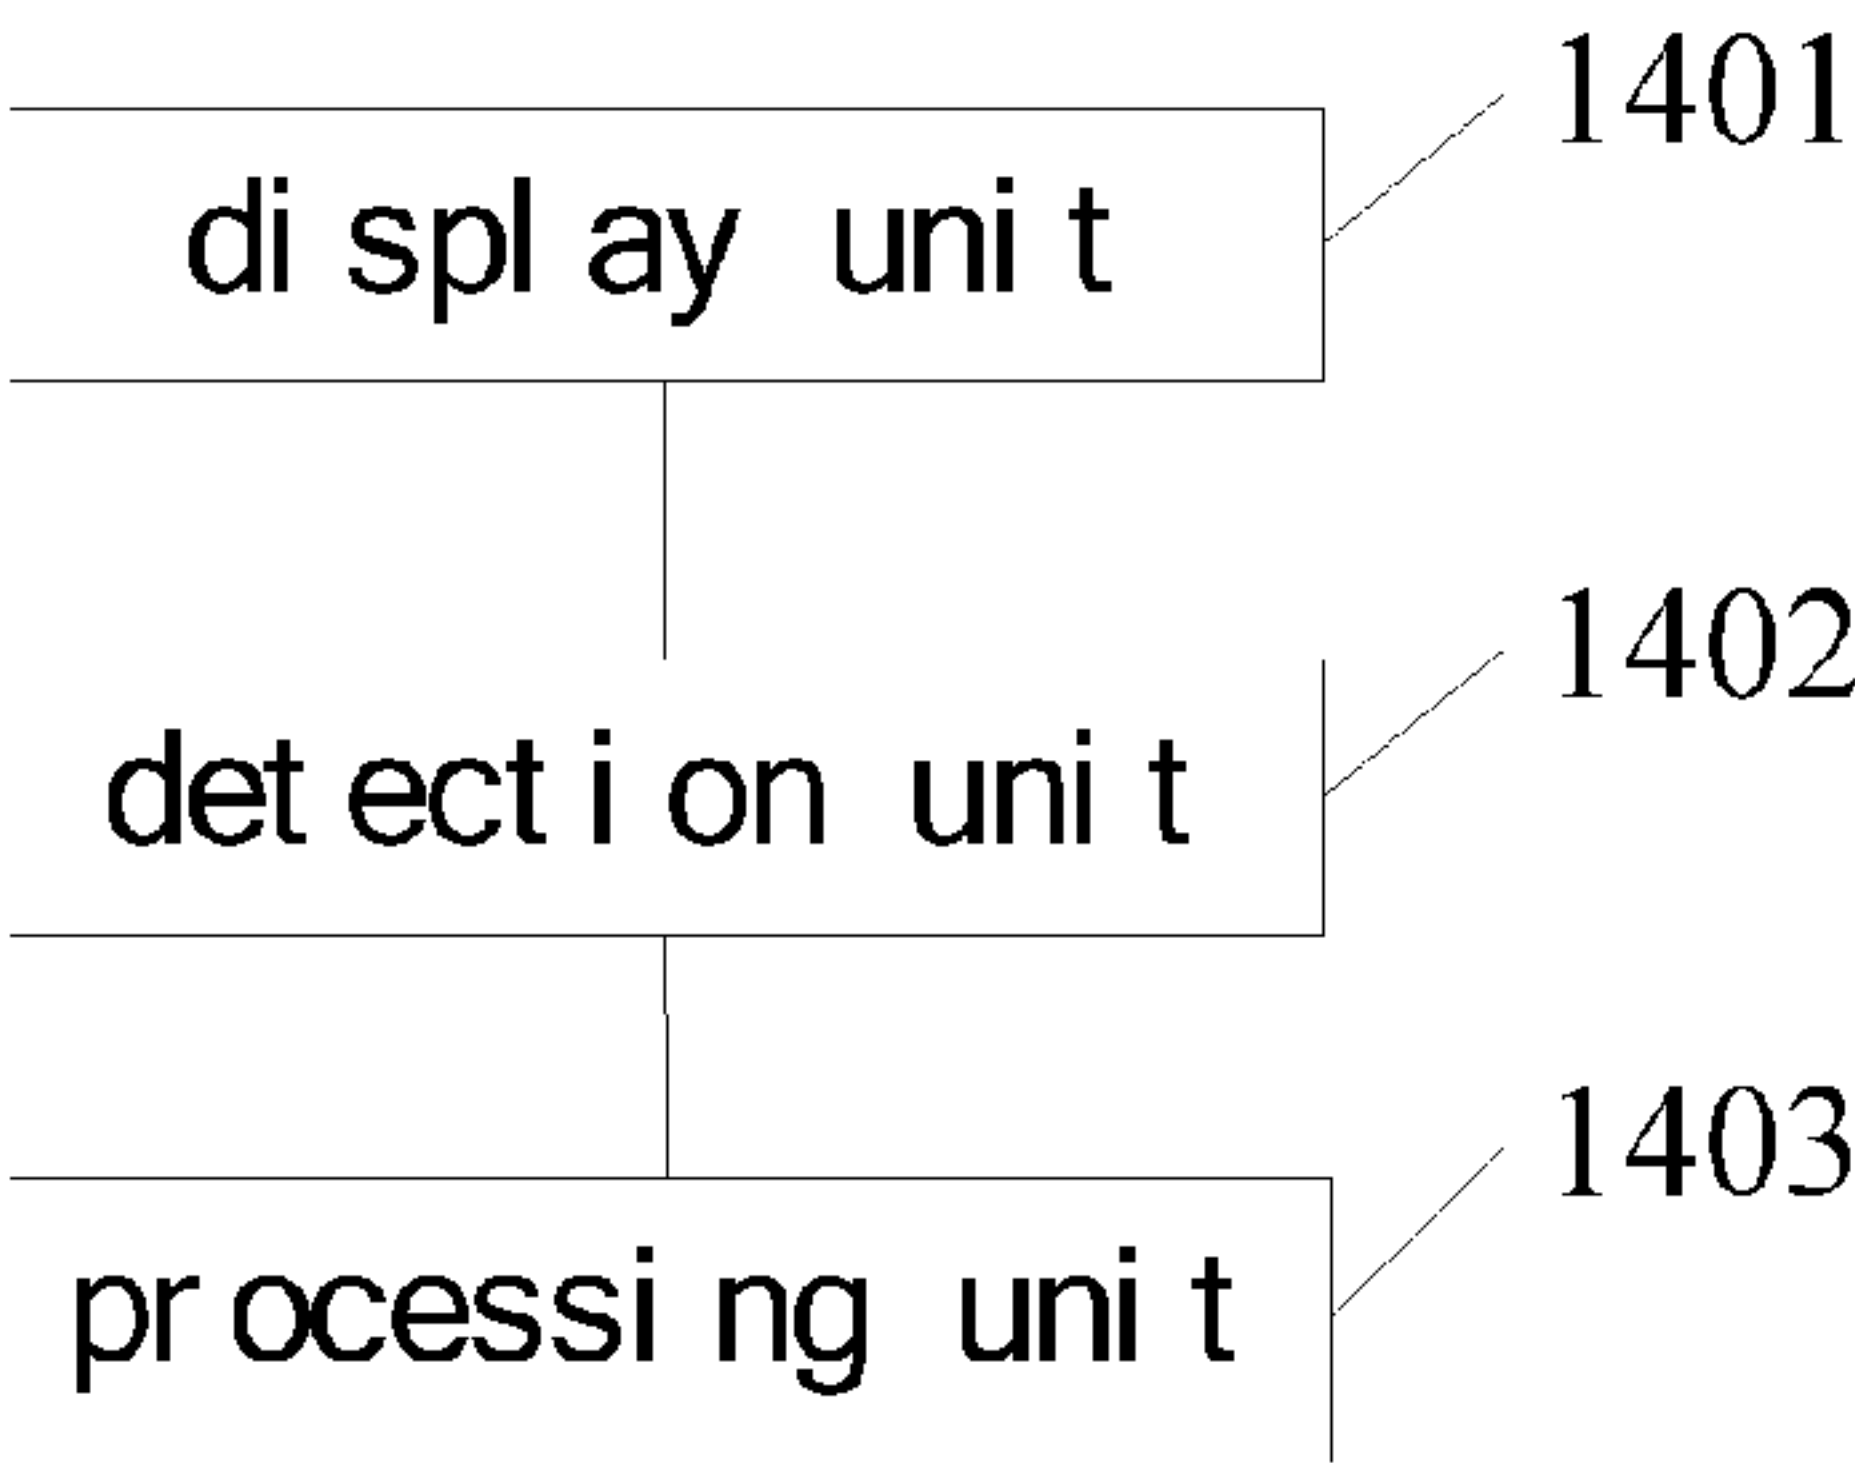 1401
display unit
1402
detection unit
1403
processing unit